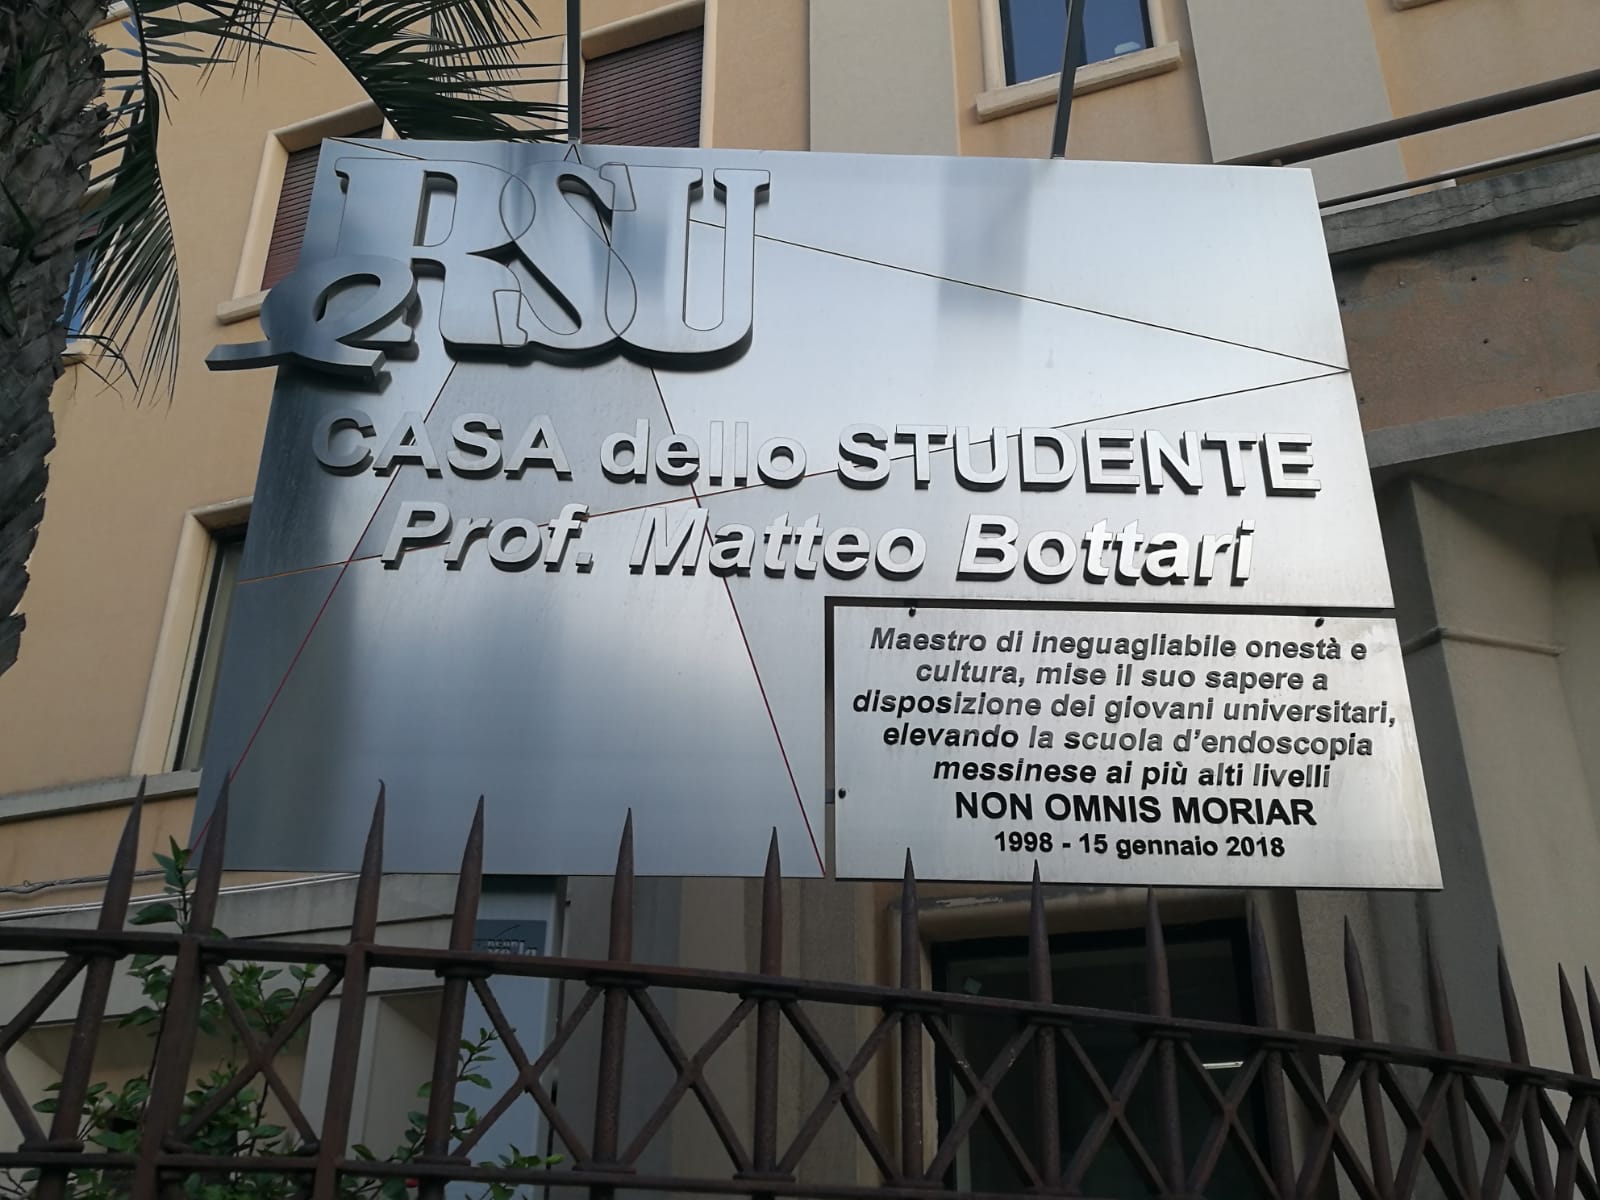 eRSU
CASA dello STUDENTE
Prof. Matteo Bottari
Maestro di ineguagliabile onestà e
cultura, mise il suo sapere a
disposizione dei giovani universitari,
elevando la scuola d'endoscopia
messinese ai più alti livelli
NON OMNIS MORIAR
1998 - 15 gennaio 2018